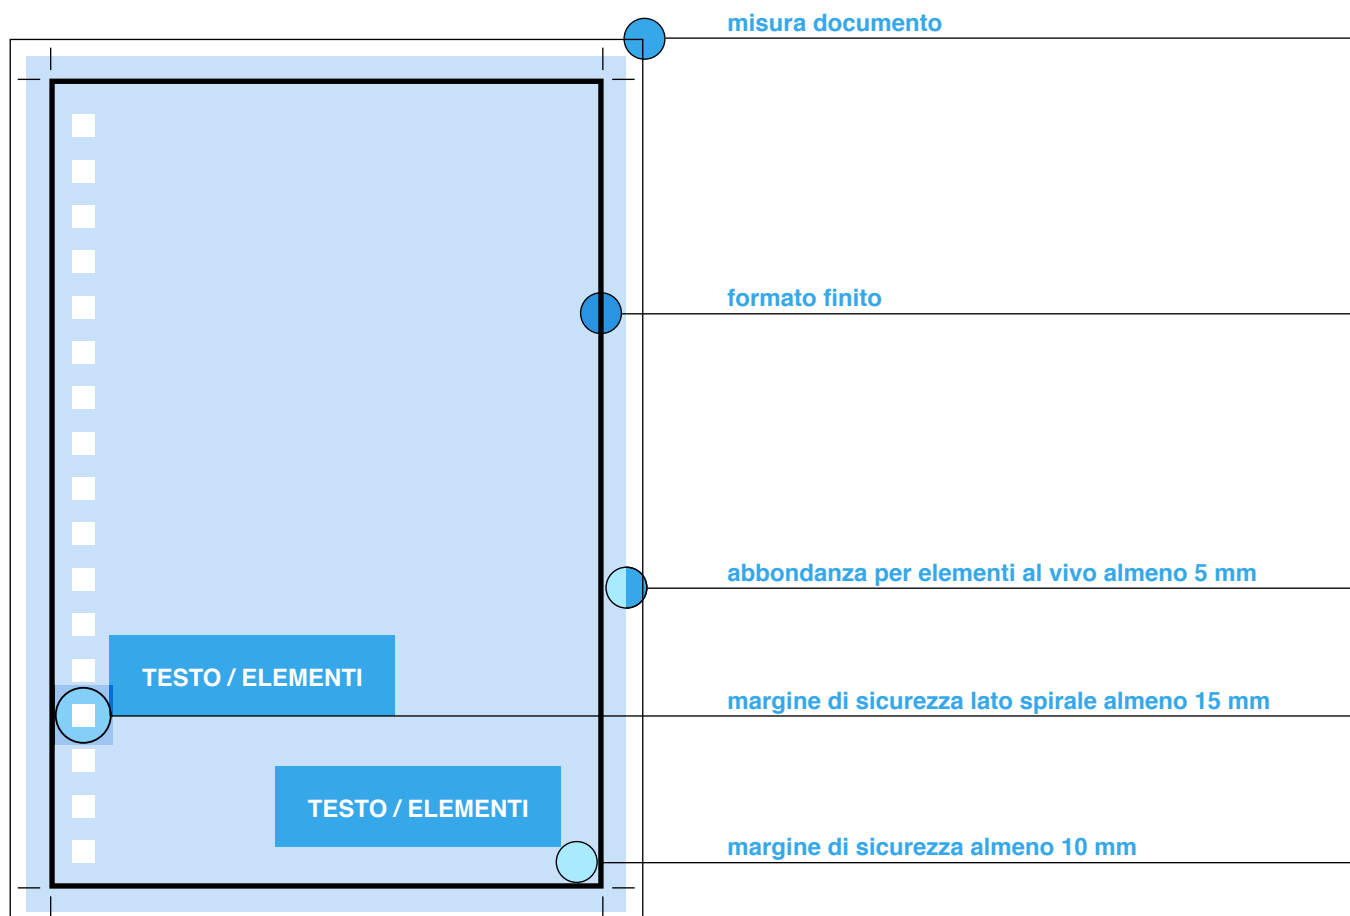 misura documento
formato finito
abbondanza per elementi al vivo almeno 5 mm
TESTO / ELEMENTI
margine di sicurezza lato spirale almeno 15 mm
TESTO / ELEMENTI
margine di sicurezza almeno 10 mm